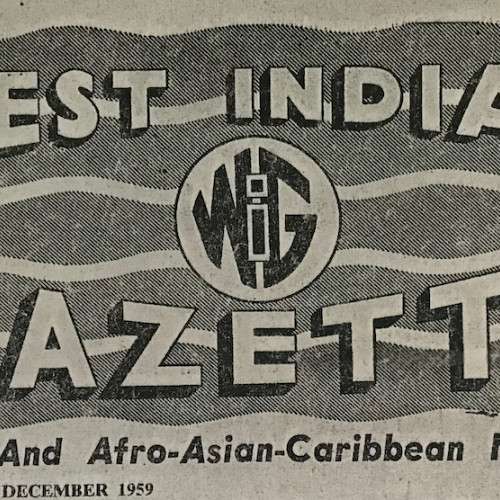 EST INDIA
WIG
AZETT
And Afro-Asian-Caribbean
DECEMBER 1959